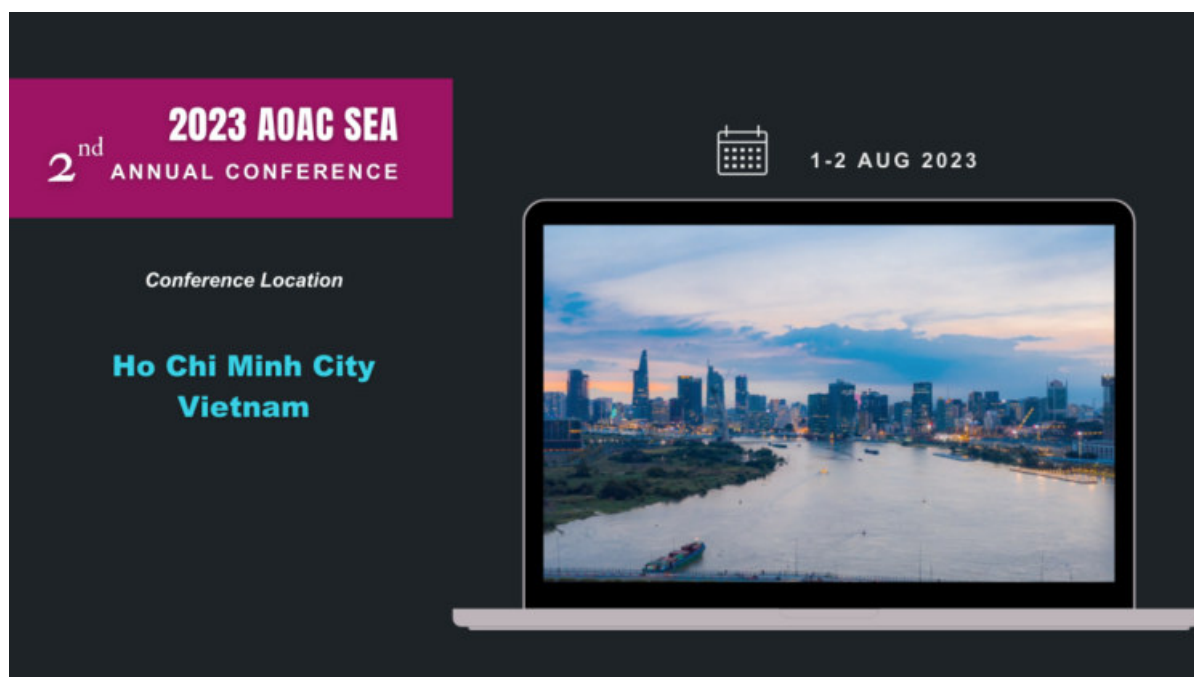 2023 AOAC SEA
2nd ANNUAL CONFERENCE
1-2 AUG 2023
Conference Location
Ho Chi Minh City
Vietnam